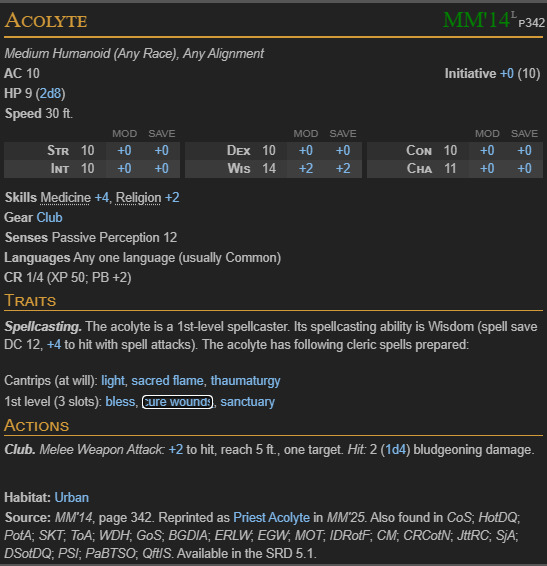 ACOLYTE MM'14 L P342
Medium Humanoid (Any Race), Any Alignment
AC 10 Initiative +0 (10)
HP 9 (2d8)
Speed 30 ft.
MOD SAVE MOD SAVE MOD SAVE
STR 10 +0 +0 DEX 10 +0 +0 CON 10 +0 +0
INT 10 +0 +0 WIS 14 +2 +2 CHA 11 +0 +0
Skills Medicine +4, Religion +2
Gear Club
Senses Passive Perception 12
Languages Any one language (usually Common)
CR 1/4 (XP 50; PB +2)
TRAITS
Spellcasting. The acolyte is a 1st-level spellcaster. Its spellcasting ability is Wisdom (spell save
DC 12, +4 to hit with spell attacks). The acolyte has following cleric spells prepared:
Cantrips (at will): light, sacred flame, thaumaturgy
1st level (3 slots): bless, cure wounds, sanctuary
ACTIONS
Club. Melee Weapon Attack: +2 to hit, reach 5 ft., one target. Hit: 2 (1d4) bludgeoning damage.
Habitat: Urban
Source: MM'14, page 342. Reprinted as Priest Acolyte in MM'25. Also found in CoS; HotDQ;
PotA; SKT; ToA; WDH; GoS; BGDIA; ERLW; EGW; MOT; IDRotF; CM; CRCotN; JttRC; SjA;
DSotDQ; PSI; PaBTSO; QftIS. Available in the SRD 5.1.